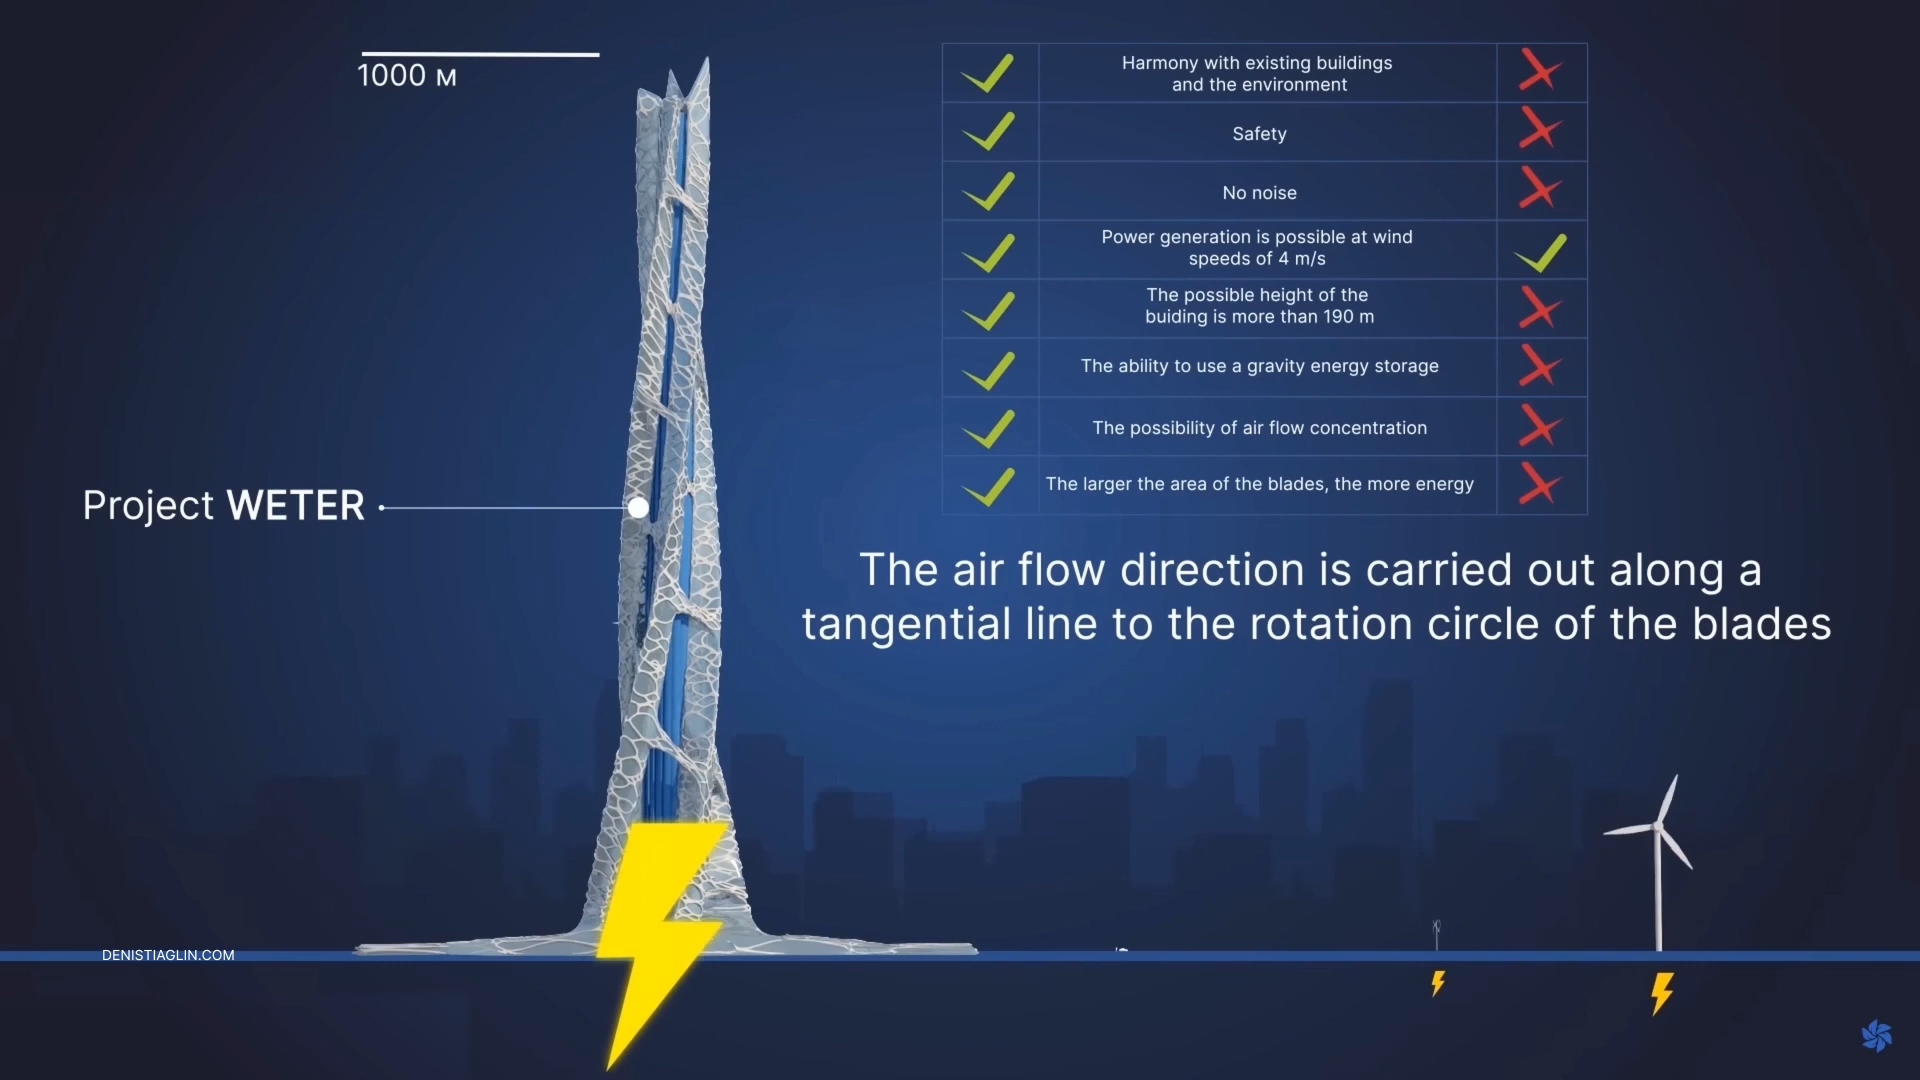 1000 м
Harmony with existing buildings
and the environment
Safety
No noise
Power generation is possible at wind
speeds of 4 m/s
The possible height of the
buiding is more than 190 m
The ability to use a gravity energy storage
The possibility of air flow concentration
The larger the area of the blades, the more energy
Project WETER
The air flow direction is carried out along a
tangential line to the rotation circle of the blades
DENISTIAGLIN.COM